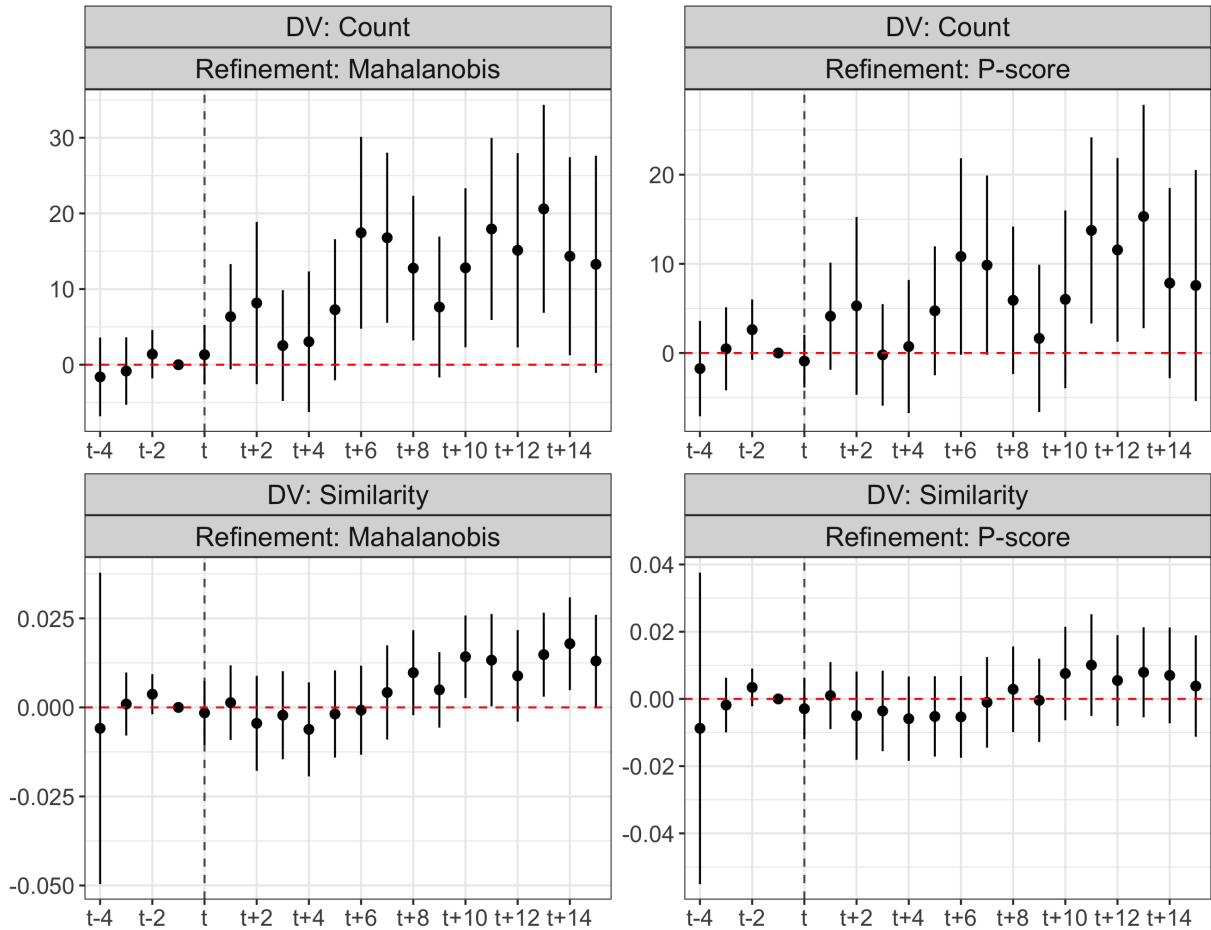 DV: Count
Refinement: Mahalanobis
30
20
10
0
t-4 t-2 t t+2 t+4 t+6 t+8 t+10 t+12 t+14
DV: Count
Refinement: P-score
20
10
0
t-4 t-2 t t+2 t+4 t+6 t+8 t+10 t+12 t+14
DV: Similarity
Refinement: Mahalanobis
0.025
0.000
-0.025
-0.050
t-4 t-2 t t+2 t+4 t+6 t+8 t+10 t+12 t+14
DV: Similarity
Refinement: P-score
0.04
0.02
0.00
-0.02
-0.04
t-4 t-2 t t+2 t+4 t+6 t+8 t+10 t+12 t+14